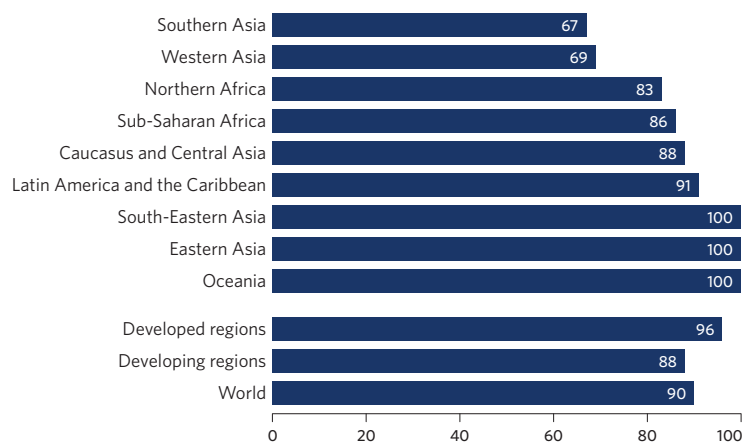 Southern Asia 67
Western Asia 69
Northern Africa 83
Sub-Saharan Africa 86
Caucasus and Central Asia 88
Latin America and the Caribbean 91
South-Eastern Asia 100
Eastern Asia 100
Oceania 100
Developed regions 96
Developing regions 88
World 90
0 20 40 60 80 100